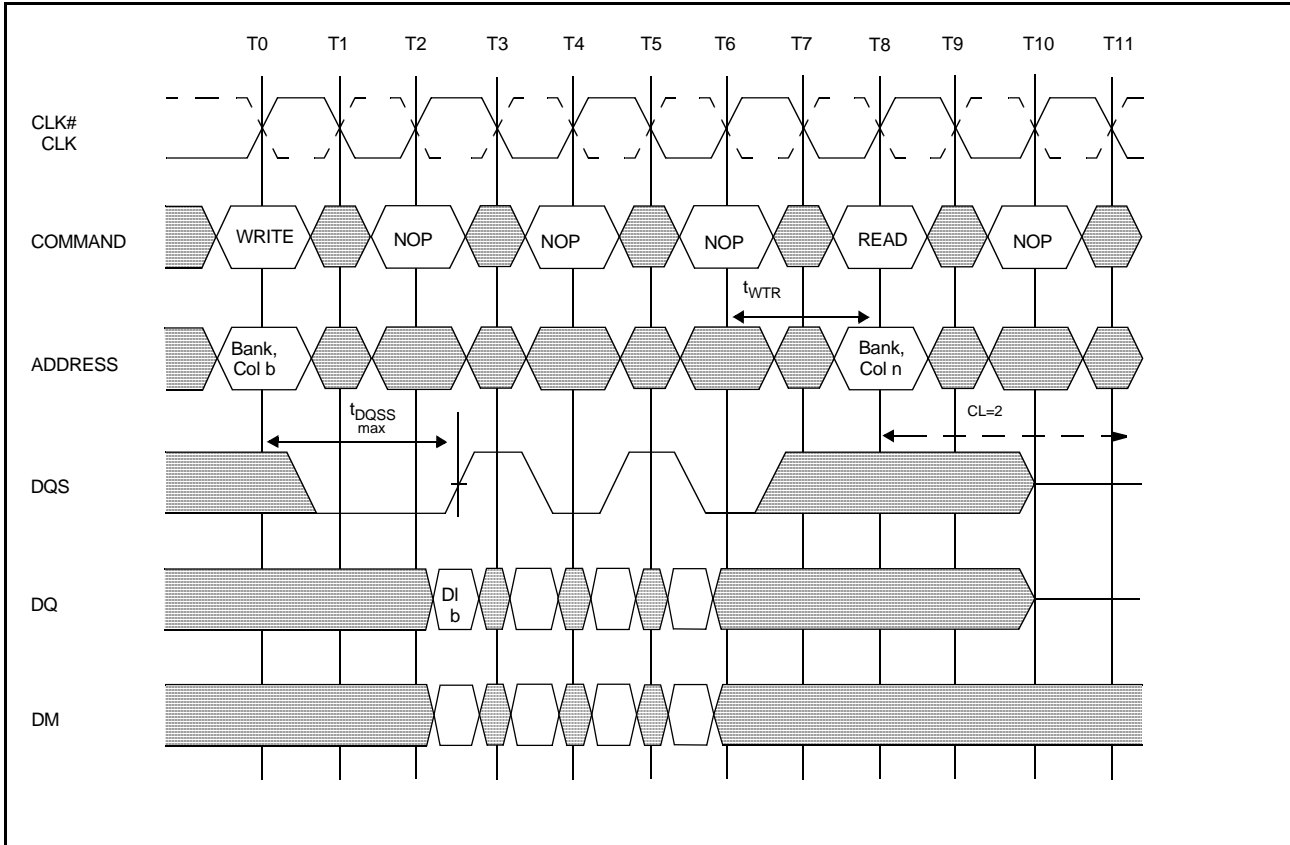 T0 T1 T2 T3 T4 T5 T6 T7 T8 T9 T10 T11
CLK#
CLK
COMMAND WRITE NOP NOP NOP READ NOP
tWTR
ADDRESS Bank, Col b Bank, Col n
tDQSS
max
CL=2
DQS
DQ DI b
DM